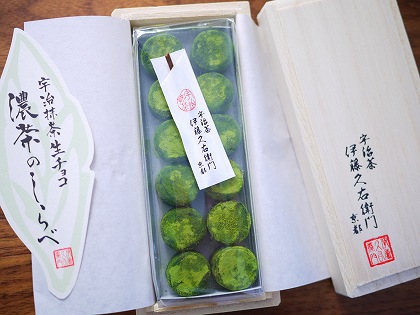 宇治抹茶生チョコ
濃茶のしらべ
宇治茶
伊藤久右衛門
京都
宇治茶
伊藤久右衛門
京都